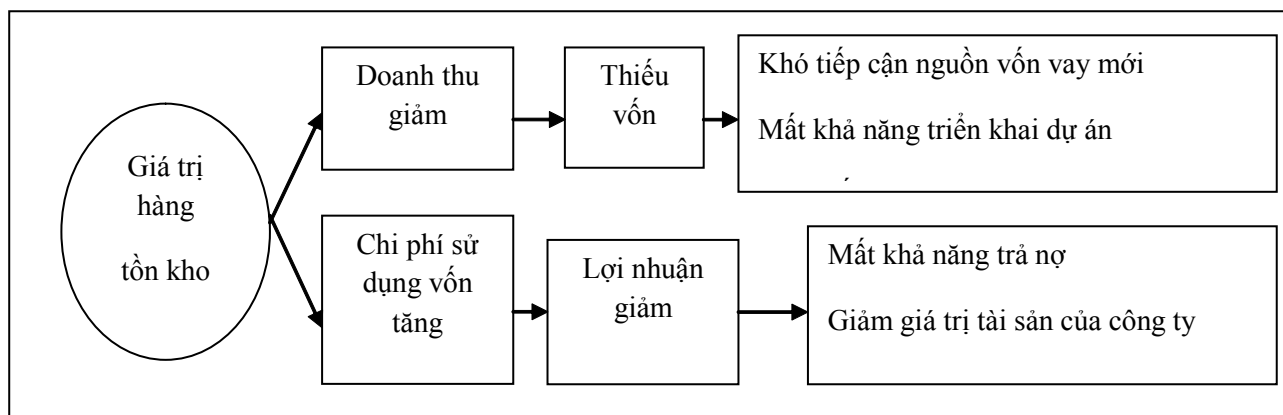 Giá trị
hàng
tồn kho
Doanh thu
giảm
Thiếu
vốn
Khó tiếp cận nguồn vốn vay mới
Mất khả năng triển khai dự án
Chi phí sử
dụng vốn
tăng
Lợi nhuận
giảm
Mất khả năng trả nợ
Giảm giá trị tài sản của công ty